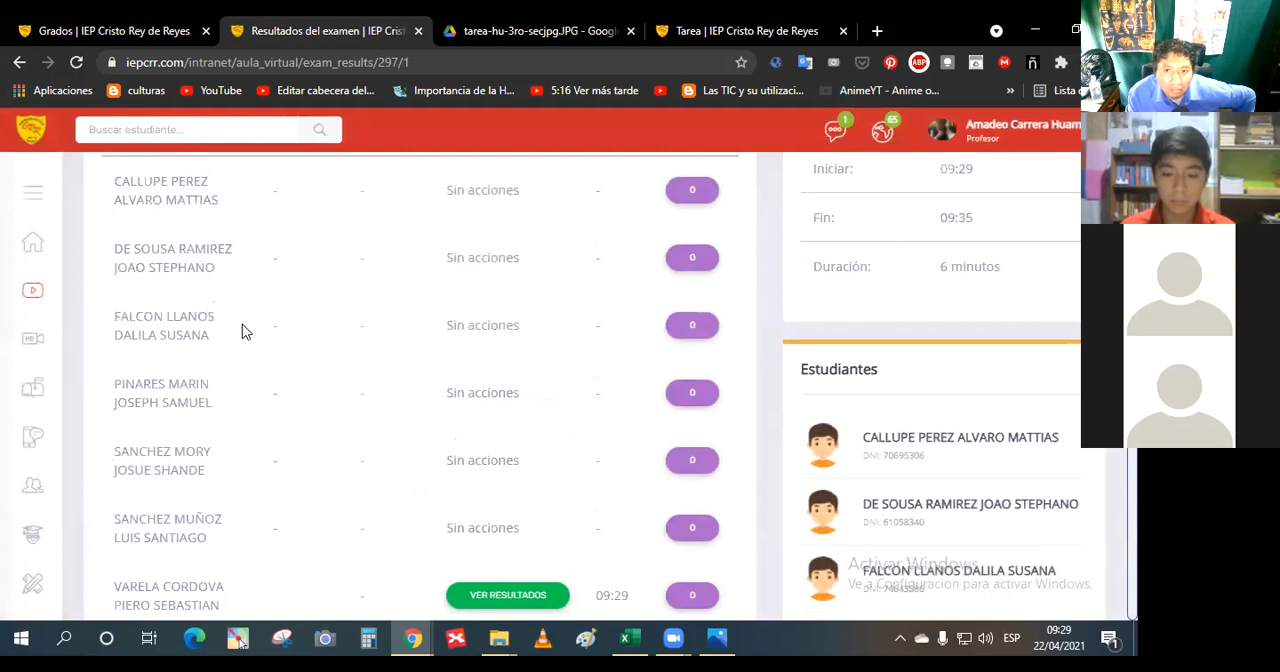 Grados | IEP Cristo Rey de Reyes
Resultados del examen | IEP Crist
tarea-hu-3ro-secjpg.JPG - Google
Tarea | IEP Cristo Rey de Reyes
iepcrr.com/intranet/aula_virtual/exam_results/297/1
ABP
Aplicaciones
culturas
YouTube
Editar cabecera del...
Importancia de la H...
5:16 Ver más tarde
Las TIC y su utilizaci...
AnimeYT - Anime o...
»
Lista d
Buscar estudiante...
1
65
Amadeo Carrera Huam
Profesor
CALLUPE PEREZ
ALVARO MATTIAS
- - Sin acciones - 0
DE SOUSA RAMIREZ
JOAO STEPHANO
- - Sin acciones - 0
FALCON LLANOS
DALILA SUSANA
- - Sin acciones - 0
PINARES MARIN
JOSEPH SAMUEL
- - Sin acciones - 0
SANCHEZ MORY
JOSUE SHANDE
- - Sin acciones - 0
SANCHEZ MUÑOZ
LUIS SANTIAGO
- - Sin acciones - 0
VARELA CORDOVA
PIERO SEBASTIAN
- VER RESULTADOS 09:29 0
Iniciar: 09:29
Fin: 09:35
Duración: 6 minutos
Estudiantes
CALLUPE PEREZ ALVARO MATTIAS
DNI: 70695306
DE SOUSA RAMIREZ JOAO STEPHANO
DNI: 61058340
FALCON LLANOS DALILA SUSANA
DNI:
Activar Windows
Ve a Configuración para activar Windows.
ESP
09:29
22/04/2021
1